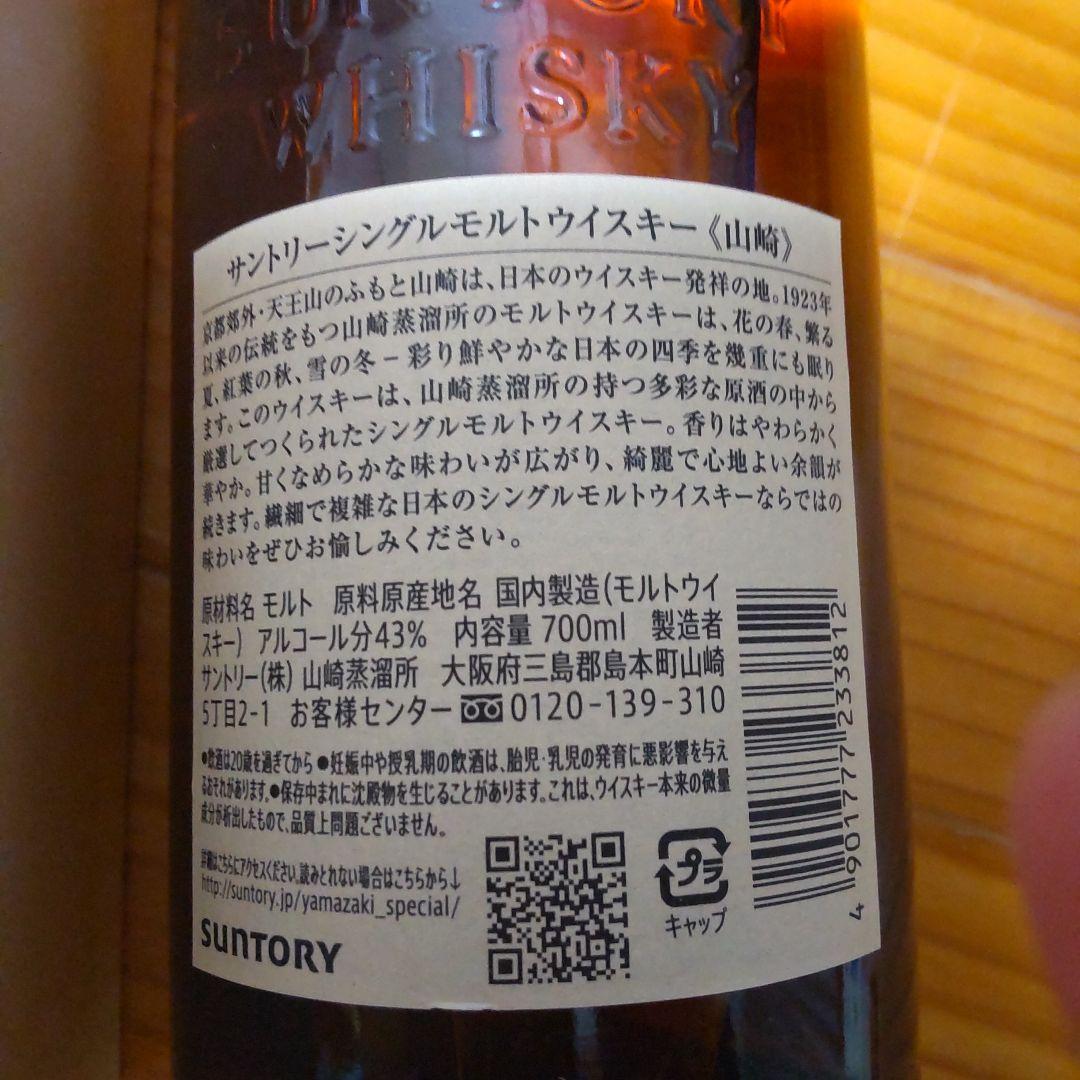 SUNTORY
WHISKY
サントリーシングルモルトウイスキー《山崎》
京都郊外・天王山のふもと山崎は、日本のウイスキー発祥の地。1923年
以来の伝統をもつ山崎蒸溜所のモルトウイスキーは、花の春、繁る
夏、紅葉の秋、雪の冬－彩り鮮やかな日本の四季を幾重にも眠り
ます。このウイスキーは、山崎蒸溜所の持つ多彩な原酒の中から
厳選してつくられたシングルモルトウイスキー。香りはやわらかく
華やか。甘くなめらかな味わいが広がり、綺麗で心地よい余韻が
続きます。繊細で複雑な日本のシングルモルトウイスキーならではの
味わいをぜひお愉しみください。
原材料名 モルト 原料原産地名 国内製造(モルトウイ
スキー) アルコール分43% 内容量 700ml 製造者
サントリー(株) 山崎蒸溜所 大阪府三島郡島本町山崎
5丁目2-1 お客様センター 0120-139-310
●飲酒は20歳を過ぎてから ●妊娠中や授乳期の飲酒は、胎児・乳児の発育に悪影響を与え
るおそれがあります。●保存中まれに沈殿物を生じることがあります。これは、ウイスキー本来の微量
成分が析出したもので、品質上問題ございません。
詳細はこちらにアクセスください。読みとれない場合はこちらから↓
http://suntory.jp/yamazaki_special/
SUNTORY
プラ
キャップ
4 901777 233812